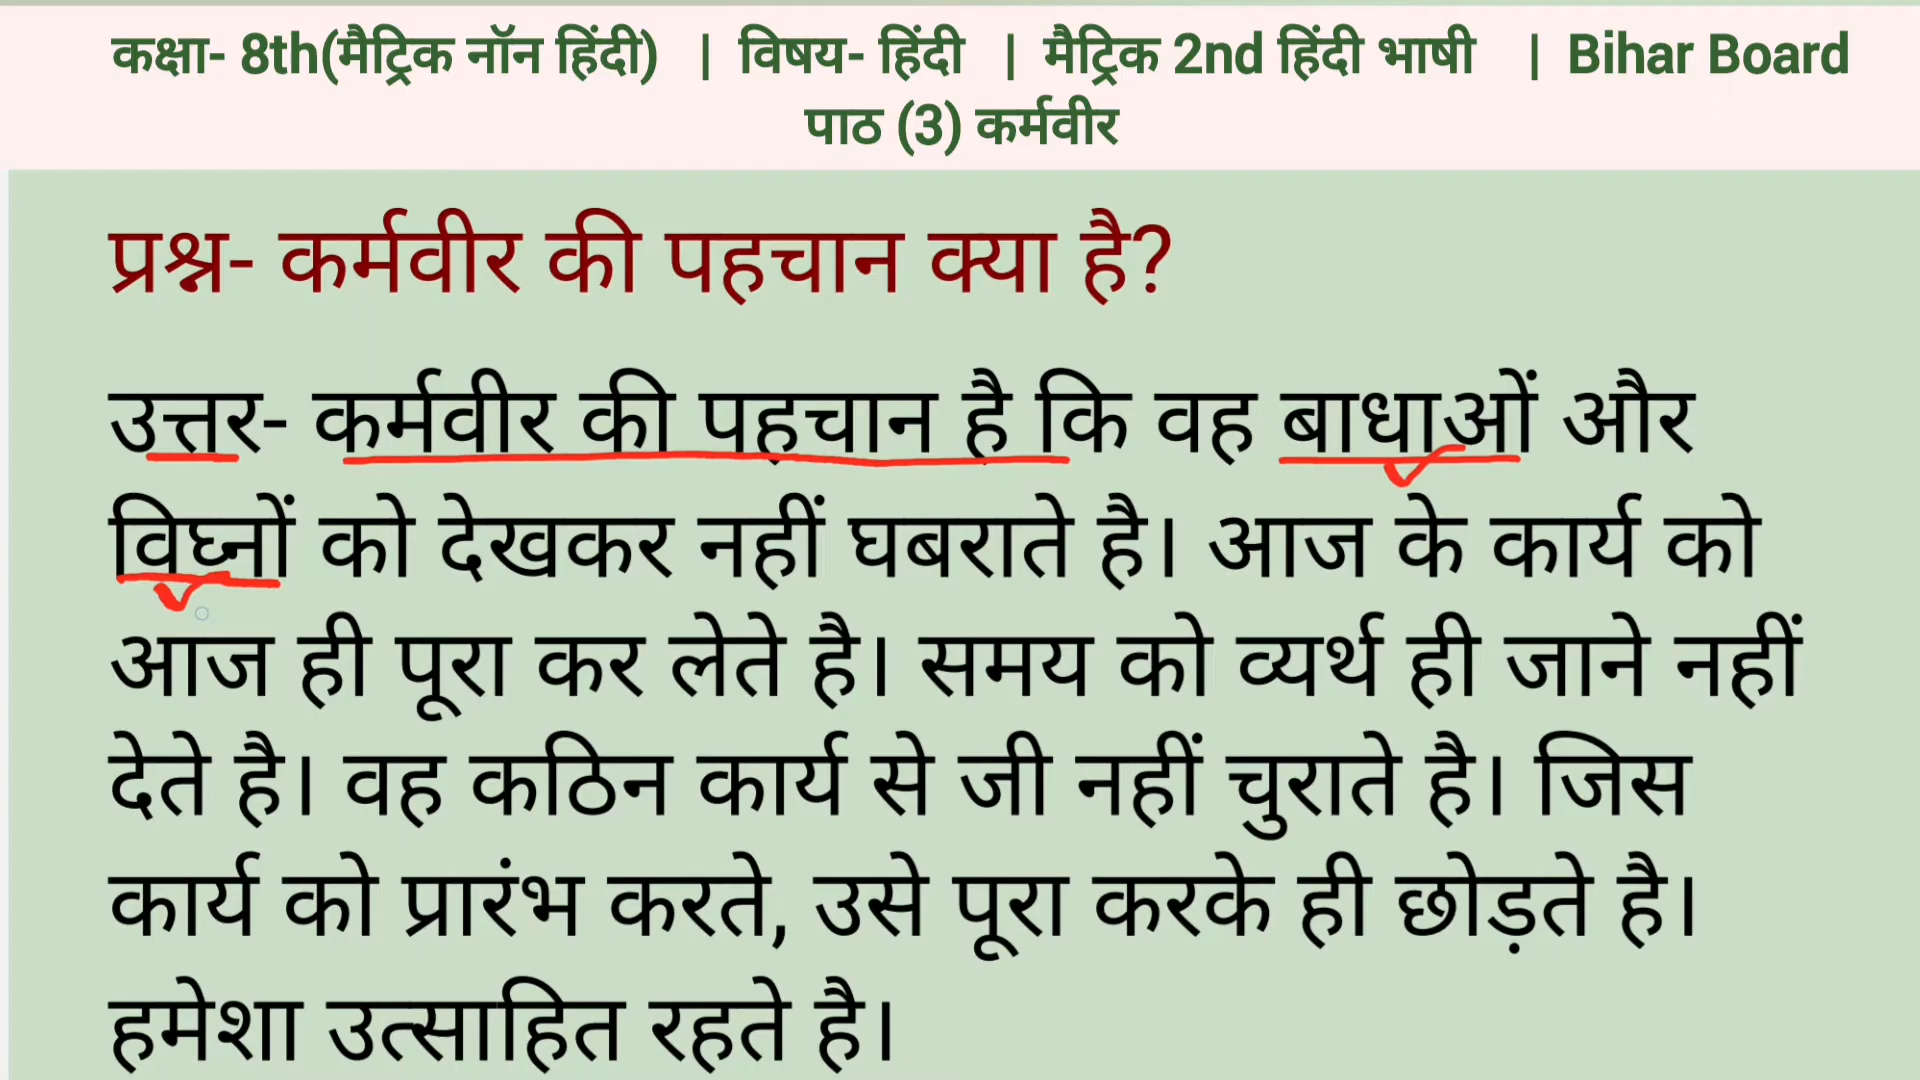 कक्षा- 8th(मैट्रिक नॉन हिंदी) | विषय- हिंदी | मैट्रिक 2nd हिंदी भाषी | Bihar Board
पाठ (3) कर्मवीर
प्रश्न- कर्मवीर की पहचान क्या है?
उत्तर- कर्मवीर की पहचान है कि वह बाधाओं और
विघ्नों को देखकर नहीं घबराते है। आज के कार्य को
आज ही पूरा कर लेते है। समय को व्यर्थ ही जाने नहीं
देते है। वह कठिन कार्य से जी नहीं चुराते है। जिस
कार्य को प्रारंभ करते, उसे पूरा करके ही छोड़ते है।
हमेशा उत्साहित रहते है।